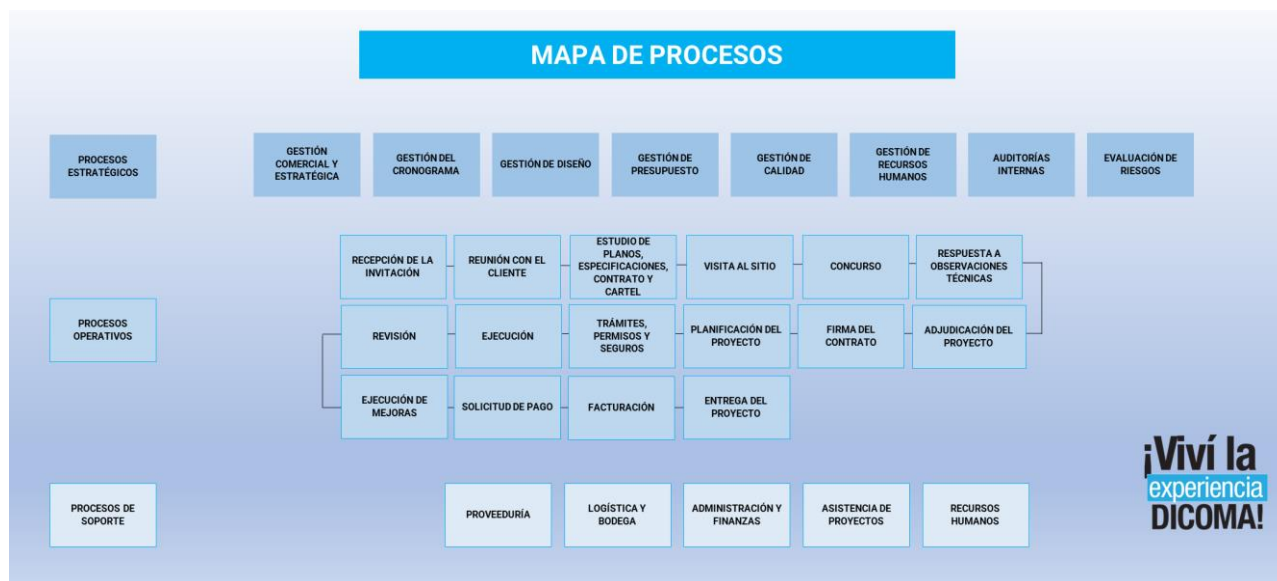 MAPA DE PROCESOS
PROCESOS
ESTRATÉGICOS
GESTIÓN
COMERCIAL Y
ESTRATÉGICA
GESTIÓN DEL
CRONOGRAMA
GESTIÓN DE DISEÑO
GESTIÓN DE
PRESUPUESTO
GESTIÓN DE
CALIDAD
GESTIÓN DE
RECURSOS
HUMANOS
AUDITORÍAS
INTERNAS
EVALUACIÓN DE
RIESGOS
PROCESOS
OPERATIVOS
RECEPCIÓN DE LA
INVITACIÓN
REUNIÓN CON EL
CLIENTE
ESTUDIO DE
PLANOS,
ESPECIFICACIONES,
CONTRATO Y
CARTEL
VISITA AL SITIO
CONCURSO
RESPUESTA A
OBSERVACIONES
TÉCNICAS
REVISIÓN
EJECUCIÓN
TRÁMITES,
PERMISOS Y
SEGUROS
PLANIFICACIÓN DEL
PROYECTO
FIRMA DEL
CONTRATO
ADJUDICACIÓN DEL
PROYECTO
EJECUCIÓN DE
MEJORAS
SOLICITUD DE PAGO
FACTURACIÓN
ENTREGA DEL
PROYECTO
PROCESOS DE
SOPORTE
PROVEEDURÍA
LOGÍSTICA Y
BODEGA
ADMINISTRACIÓN Y
FINANZAS
ASISTENCIA DE
PROYECTOS
RECURSOS
HUMANOS
¡Viví la
experiencia
DICOMA!